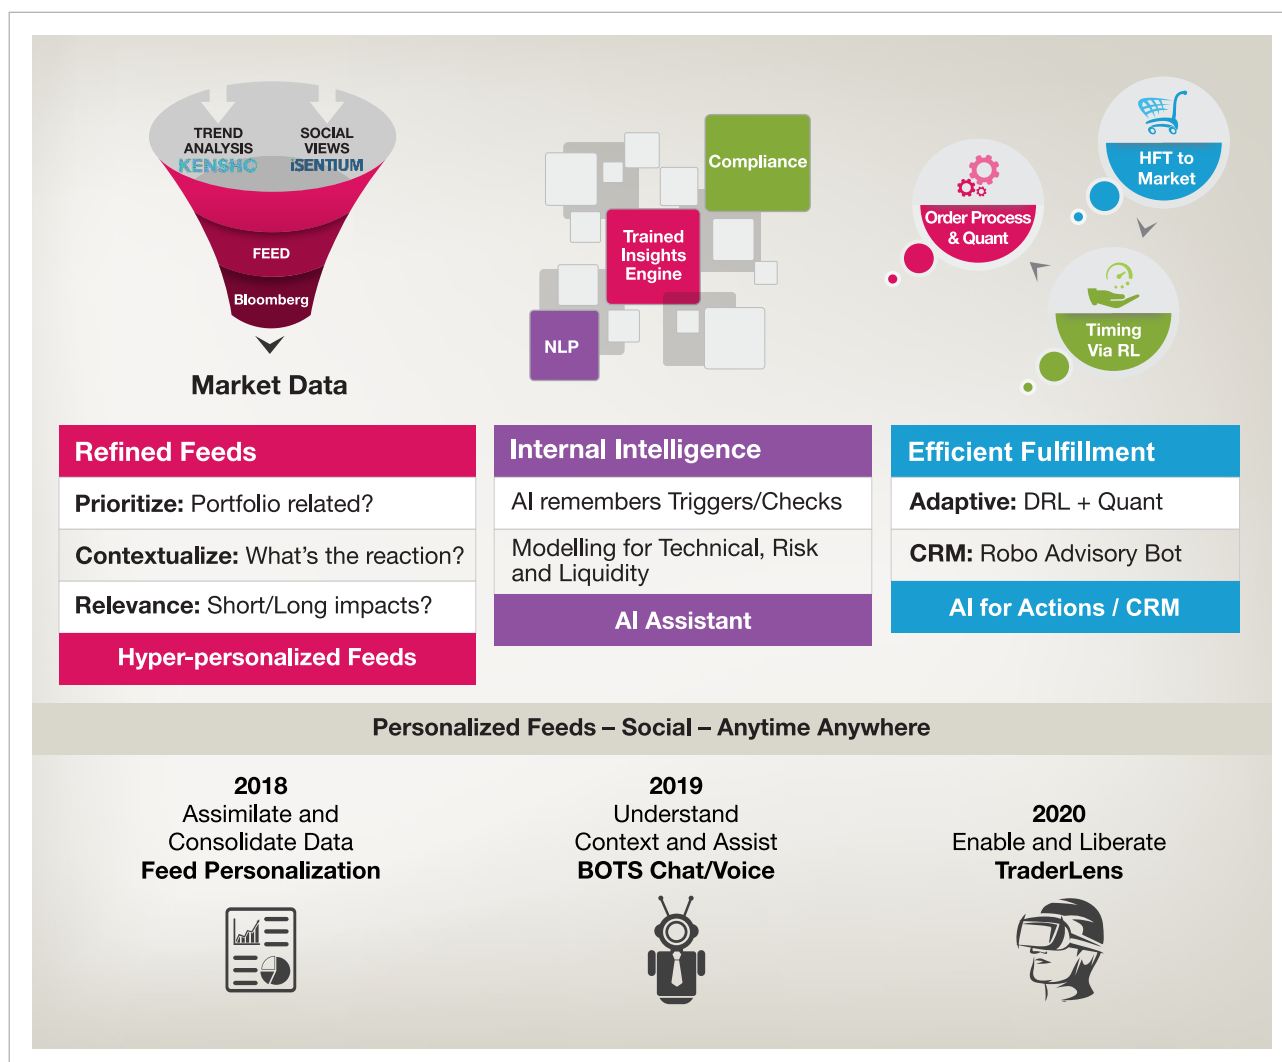 TREND
ANALYSIS
KENSHO
SOCIAL
VIEWS
iSENTIUM
FEED
Bloomberg
Market Data
Compliance
Trained
Insights
Engine
NLP
HFT to
Market
Order Process
& Quant
Timing
Via RL
Refined Feeds
Prioritize: Portfolio related?
Contextualize: What’s the reaction?
Relevance: Short/Long impacts?
Hyper-personalized Feeds
Internal Intelligence
AI remembers Triggers/Checks
Modelling for Technical, Risk
and Liquidity
AI Assistant
Efficient Fulfillment
Adaptive: DRL + Quant
CRM: Robo Advisory Bot
AI for Actions / CRM
Personalized Feeds – Social – Anytime Anywhere
2018
Assimilate and
Consolidate Data
Feed Personalization
2019
Understand
Context and Assist
BOTS Chat/Voice
2020
Enable and Liberate
TraderLens